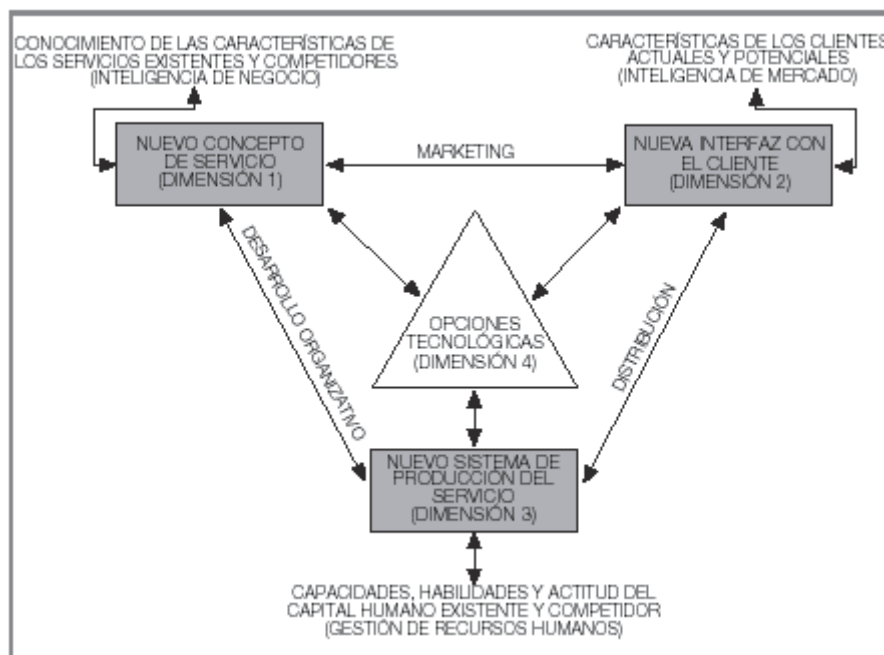 CONOCIMIENTO DE LAS CARACTERÍSTICAS DE
LOS SERVICIOS EXISTENTES Y COMPETIDORES
(INTELIGENCIA DE NEGOCIO)
CARACTERÍSTICAS DE LOS CLIENTES
ACTUALES Y POTENCIALES
(INTELIGENCIA DE MERCADO)
NUEVO CONCEPTO
DE SERVICIO
(DIMENSIÓN 1)
MARKETING
NUEVA INTERFAZ CON
EL CLIENTE
(DIMENSIÓN 2)
DESARROLLO ORGANIZATIVO
OPCIONES
TECNOLÓGICAS
(DIMENSIÓN 4)
DISTRIBUCIÓN
NUEVO SISTEMA DE
PRODUCCIÓN DEL
SERVICIO
(DIMENSIÓN 3)
CAPACIDADES, HABILIDADES Y ACTITUD DEL
CAPITAL HUMANO EXISTENTE Y COMPETIDOR
(GESTIÓN DE RECURSOS HUMANOS)